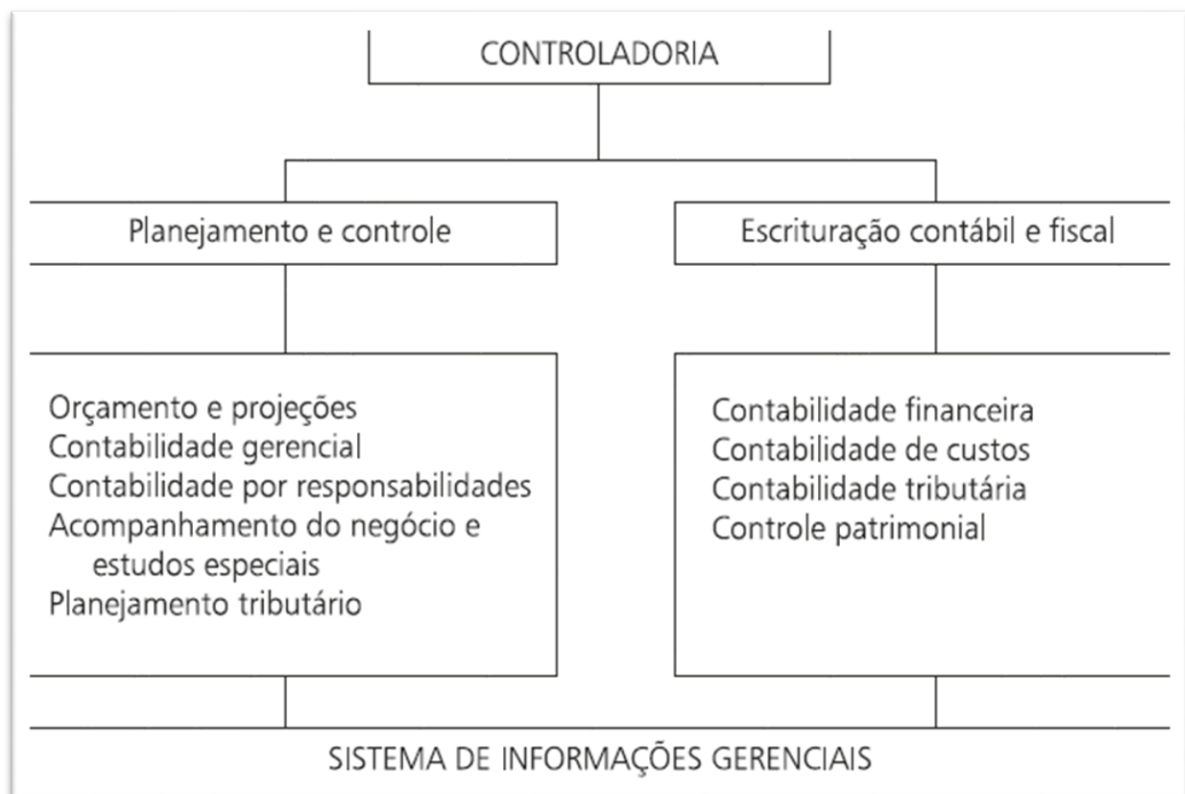 CONTROLADORIA
Planejamento e controle
Escrituração contábil e fiscal
Orçamento e projeções
Contabilidade gerencial
Contabilidade por responsabilidades
Acompanhamento do negócio e
estudos especiais
Planejamento tributário
Contabilidade financeira
Contabilidade de custos
Contabilidade tributária
Controle patrimonial
SISTEMA DE INFORMAÇÕES GERENCIAIS